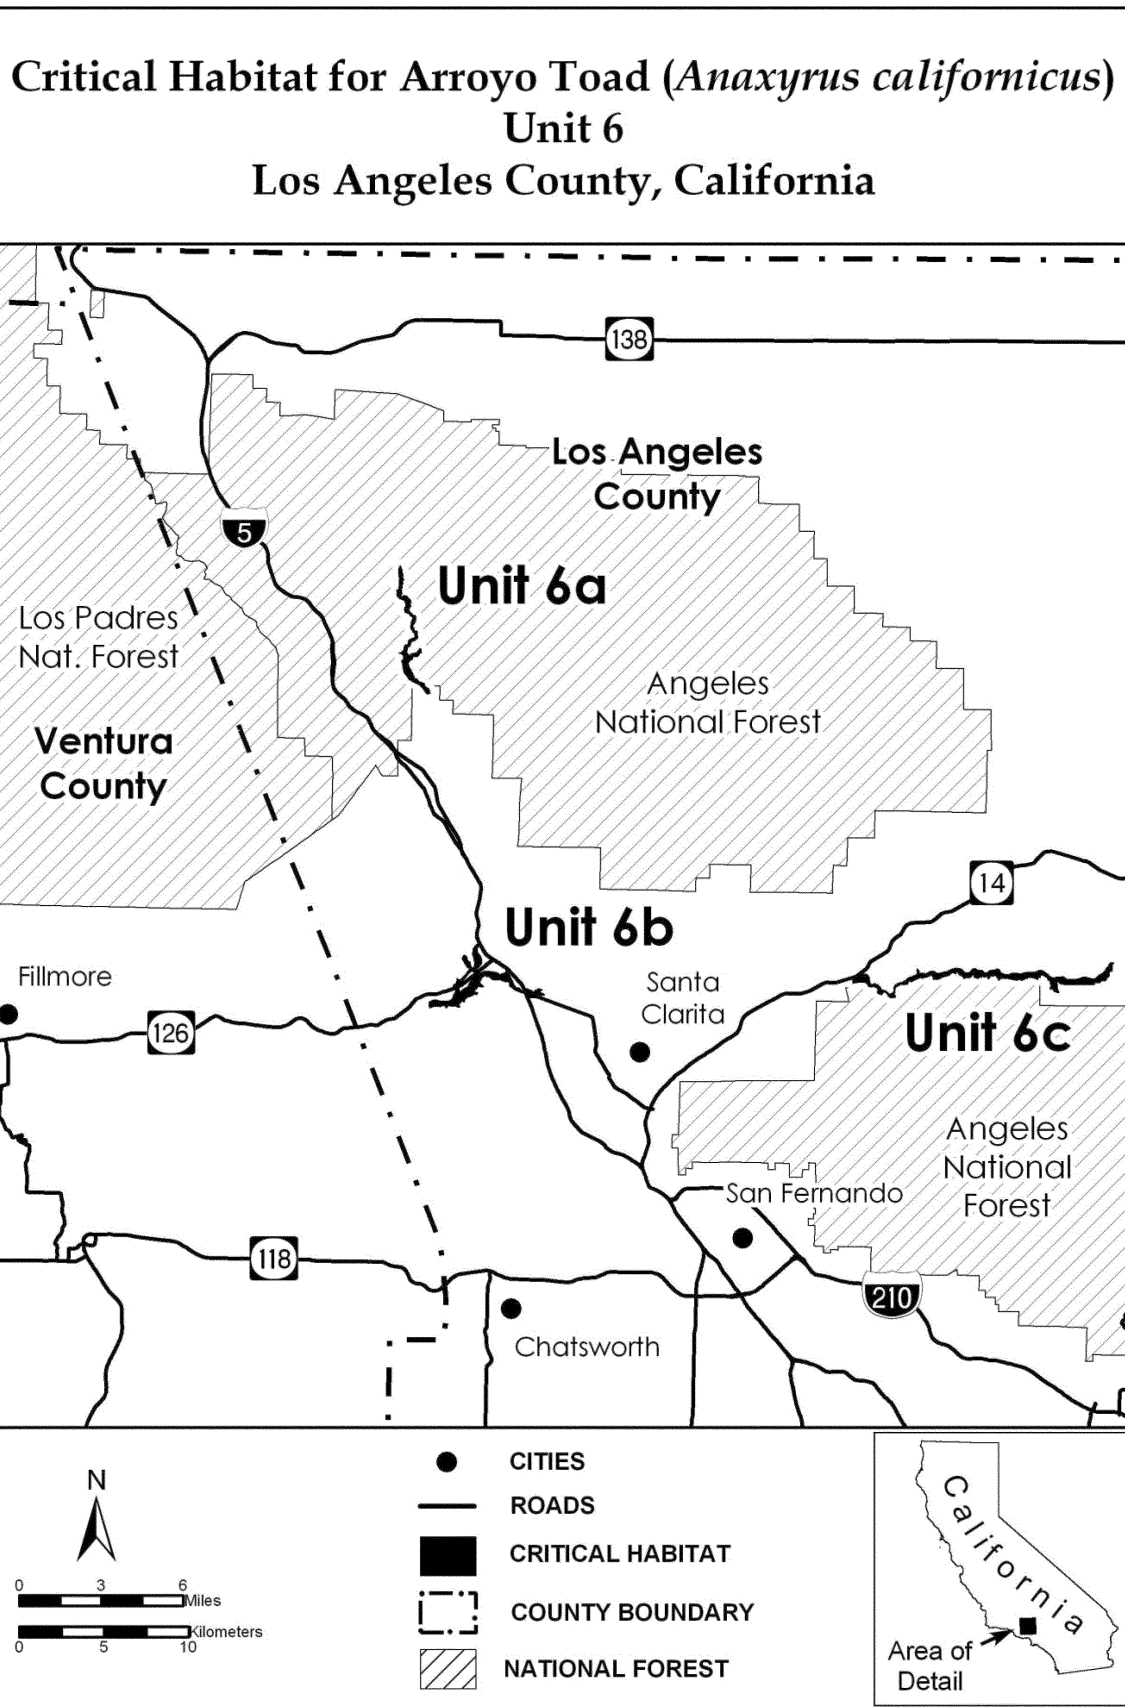 Critical Habitat for Arroyo Toad (Anaxyrus californicus)
Unit 6
Los Angeles County, California
138
Los Angeles
County
5
Unit 6a
Los Padres
Nat. Forest
Angeles
National Forest
Ventura
County
14
Unit 6b
Fillmore
Santa
Clarita
126
Unit 6c
Angeles
National
Forest
San Fernando
118
210
Chatsworth
N
0 3 6
Miles
Kilometers
0 5 10
CITIES
ROADS
CRITICAL HABITAT
COUNTY BOUNDARY
NATIONAL FOREST
California
Area of
Detail